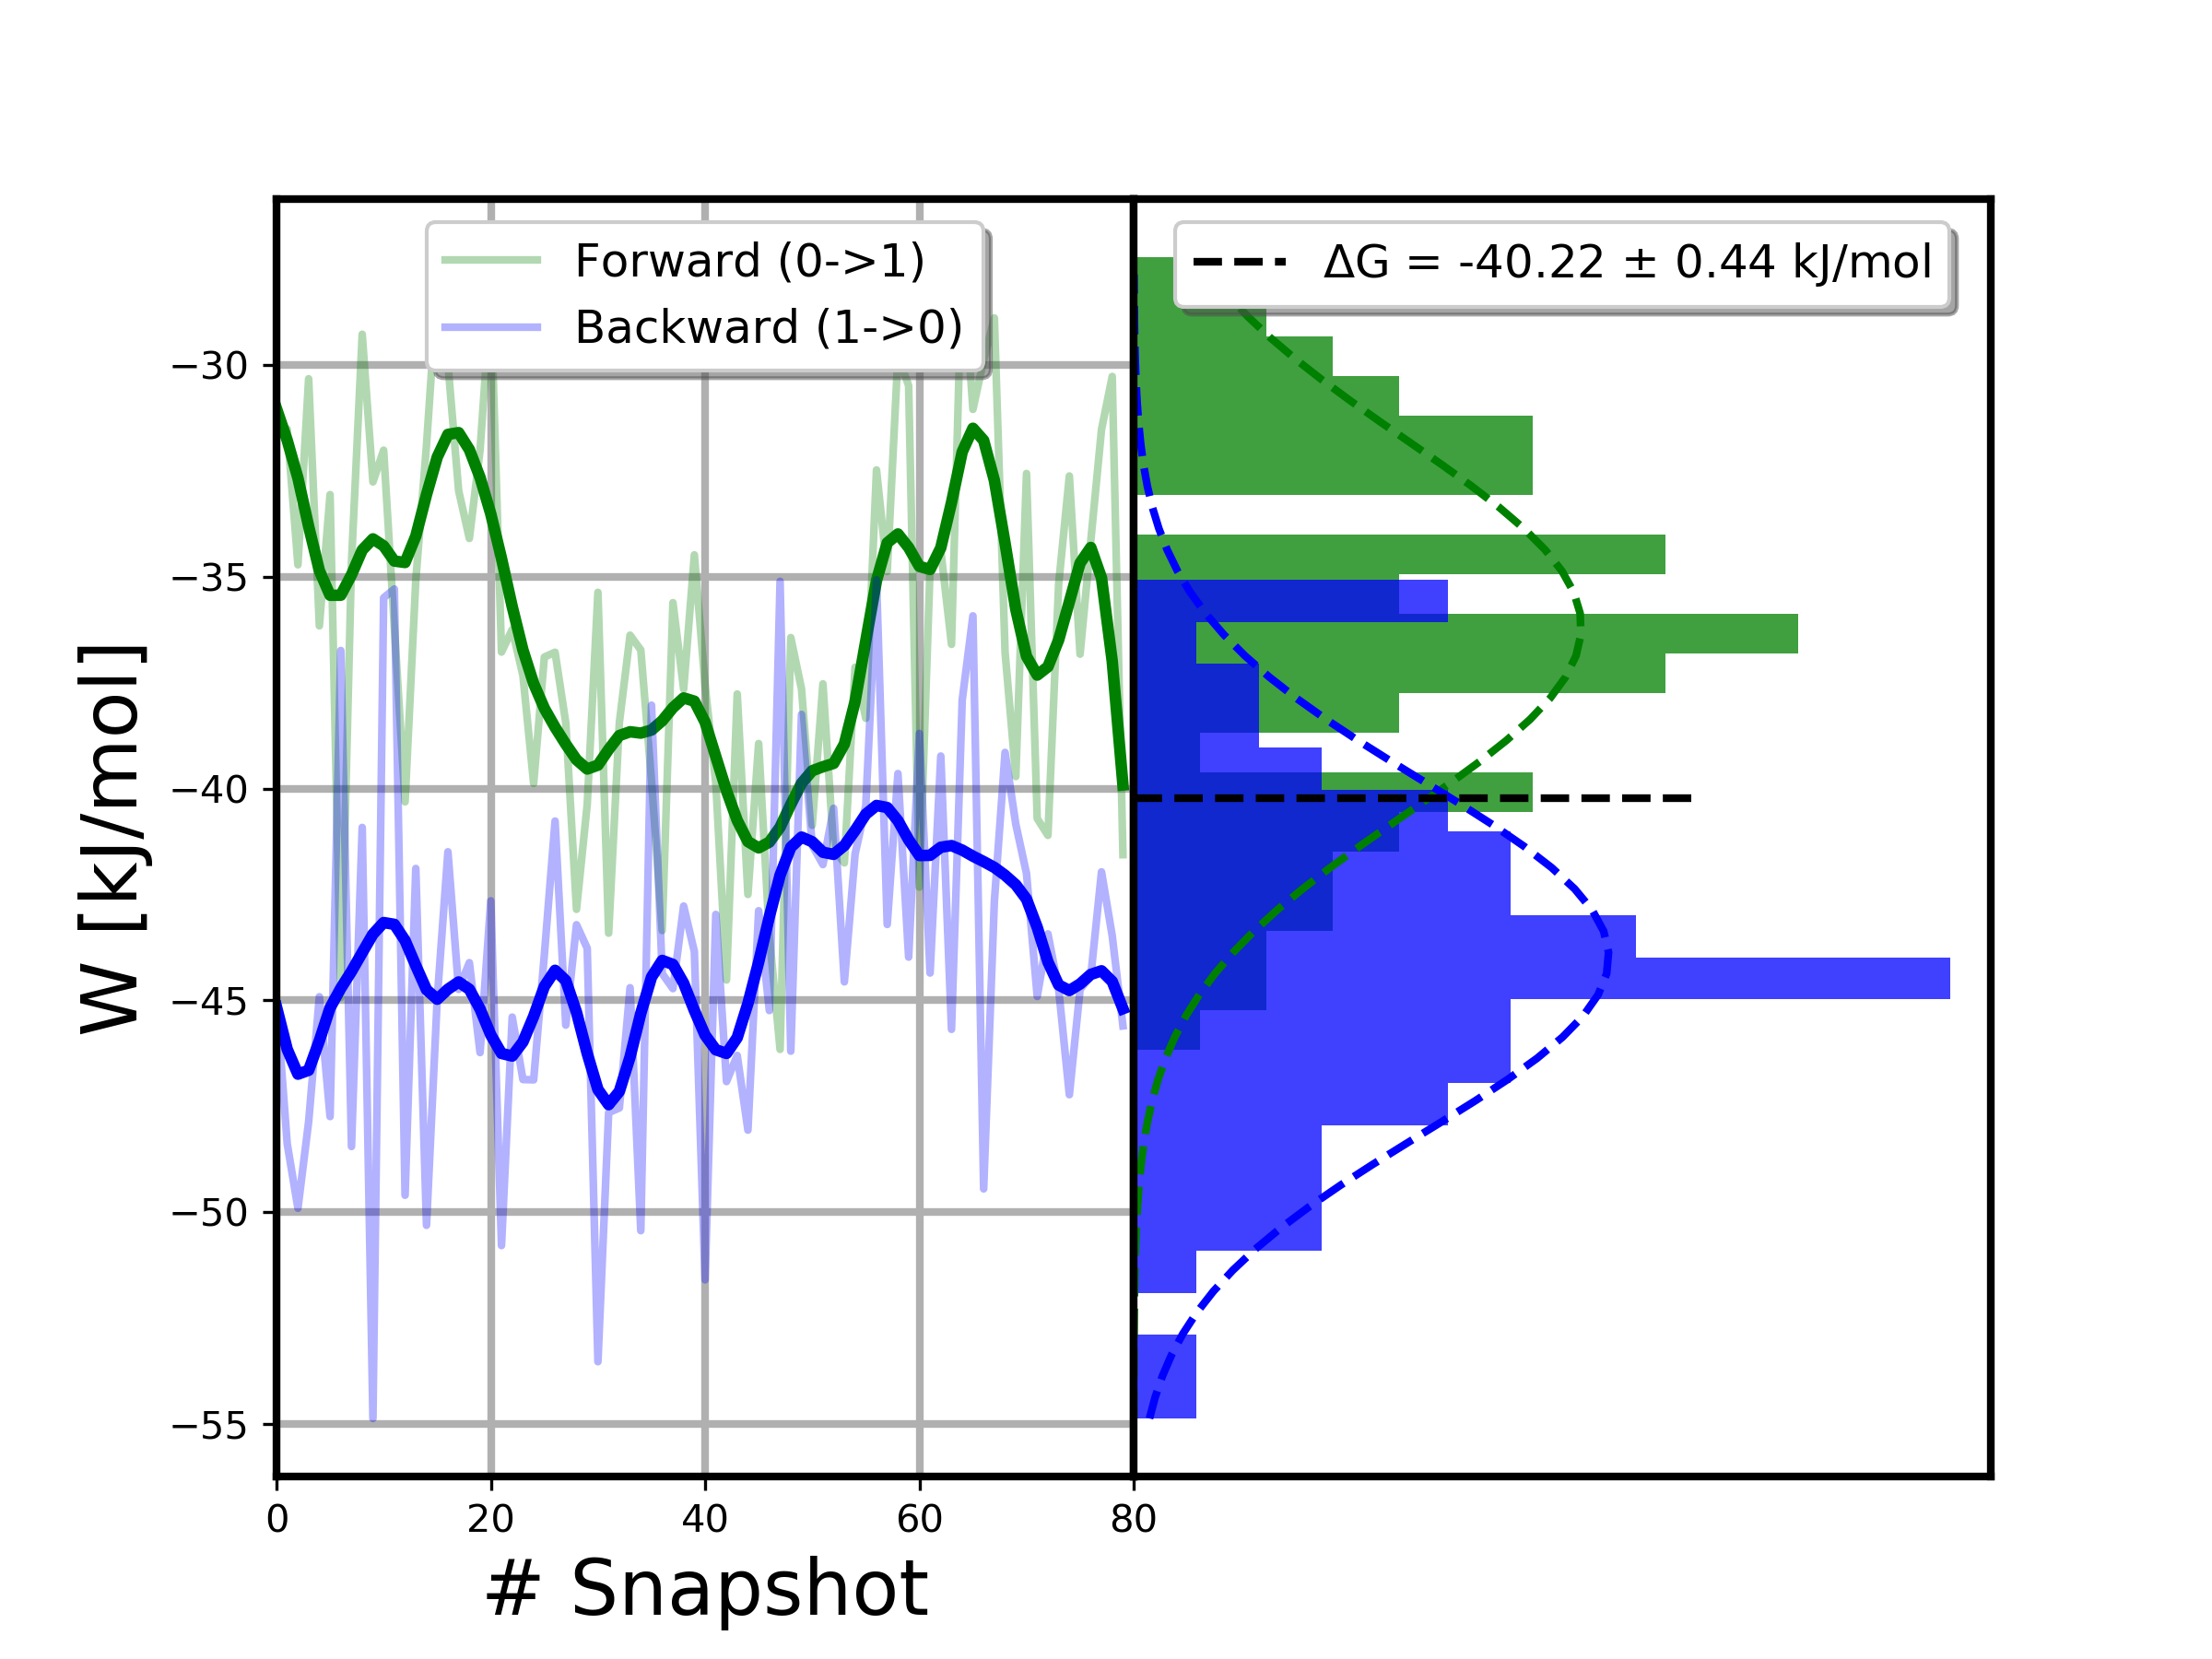 Forward (0->1)
Backward (1->0)
ΔG = -40.22 ± 0.44 kJ/mol
−30
−35
−40
−45
−50
−55
W [kJ/mol]
0 20 40 60 80
# Snapshot